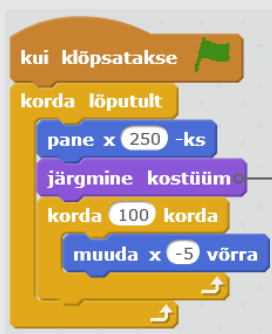 kui klõpsatakse
korda lõputult
pane x 250 -ks
järgmine kostüüm
korda 100 korda
muuda x -5 võrra